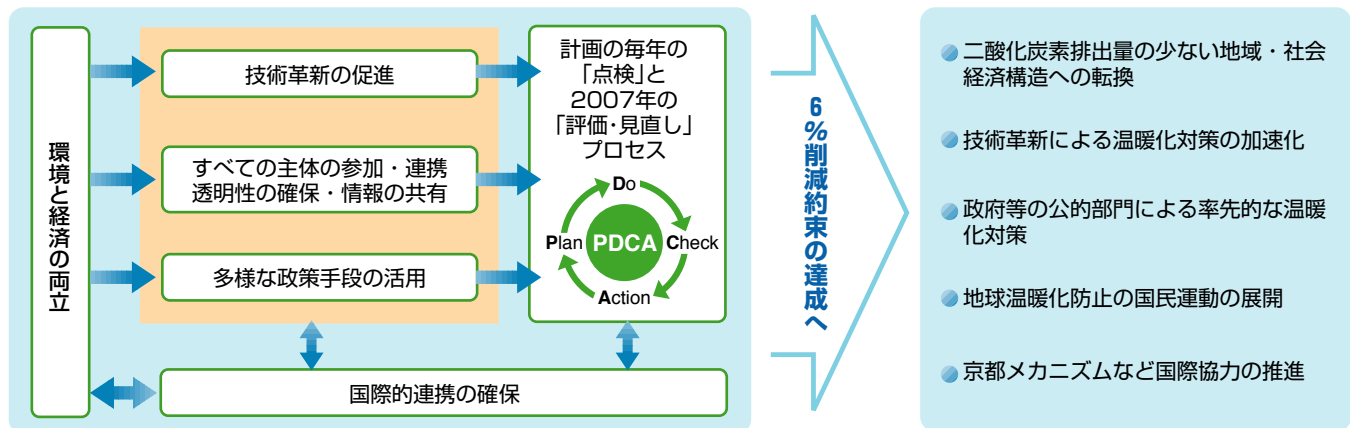 環境と経済の両立
技術革新の促進
すべての主体の参加・連携
透明性の確保・情報の共有
多様な政策手段の活用
計画の毎年の
「点検」と
2007年の
「評価・見直し」
プロセス
Do
Plan PDCA Check
Action
国際的連携の確保
6%削減約束の達成へ
二酸化炭素排出量の少ない地域・社会
経済構造への転換
技術革新による温暖化対策の加速化
政府等の公的部門による率先的な温暖
化対策
地球温暖化防止の国民運動の展開
京都メカニズムなど国際協力の推進